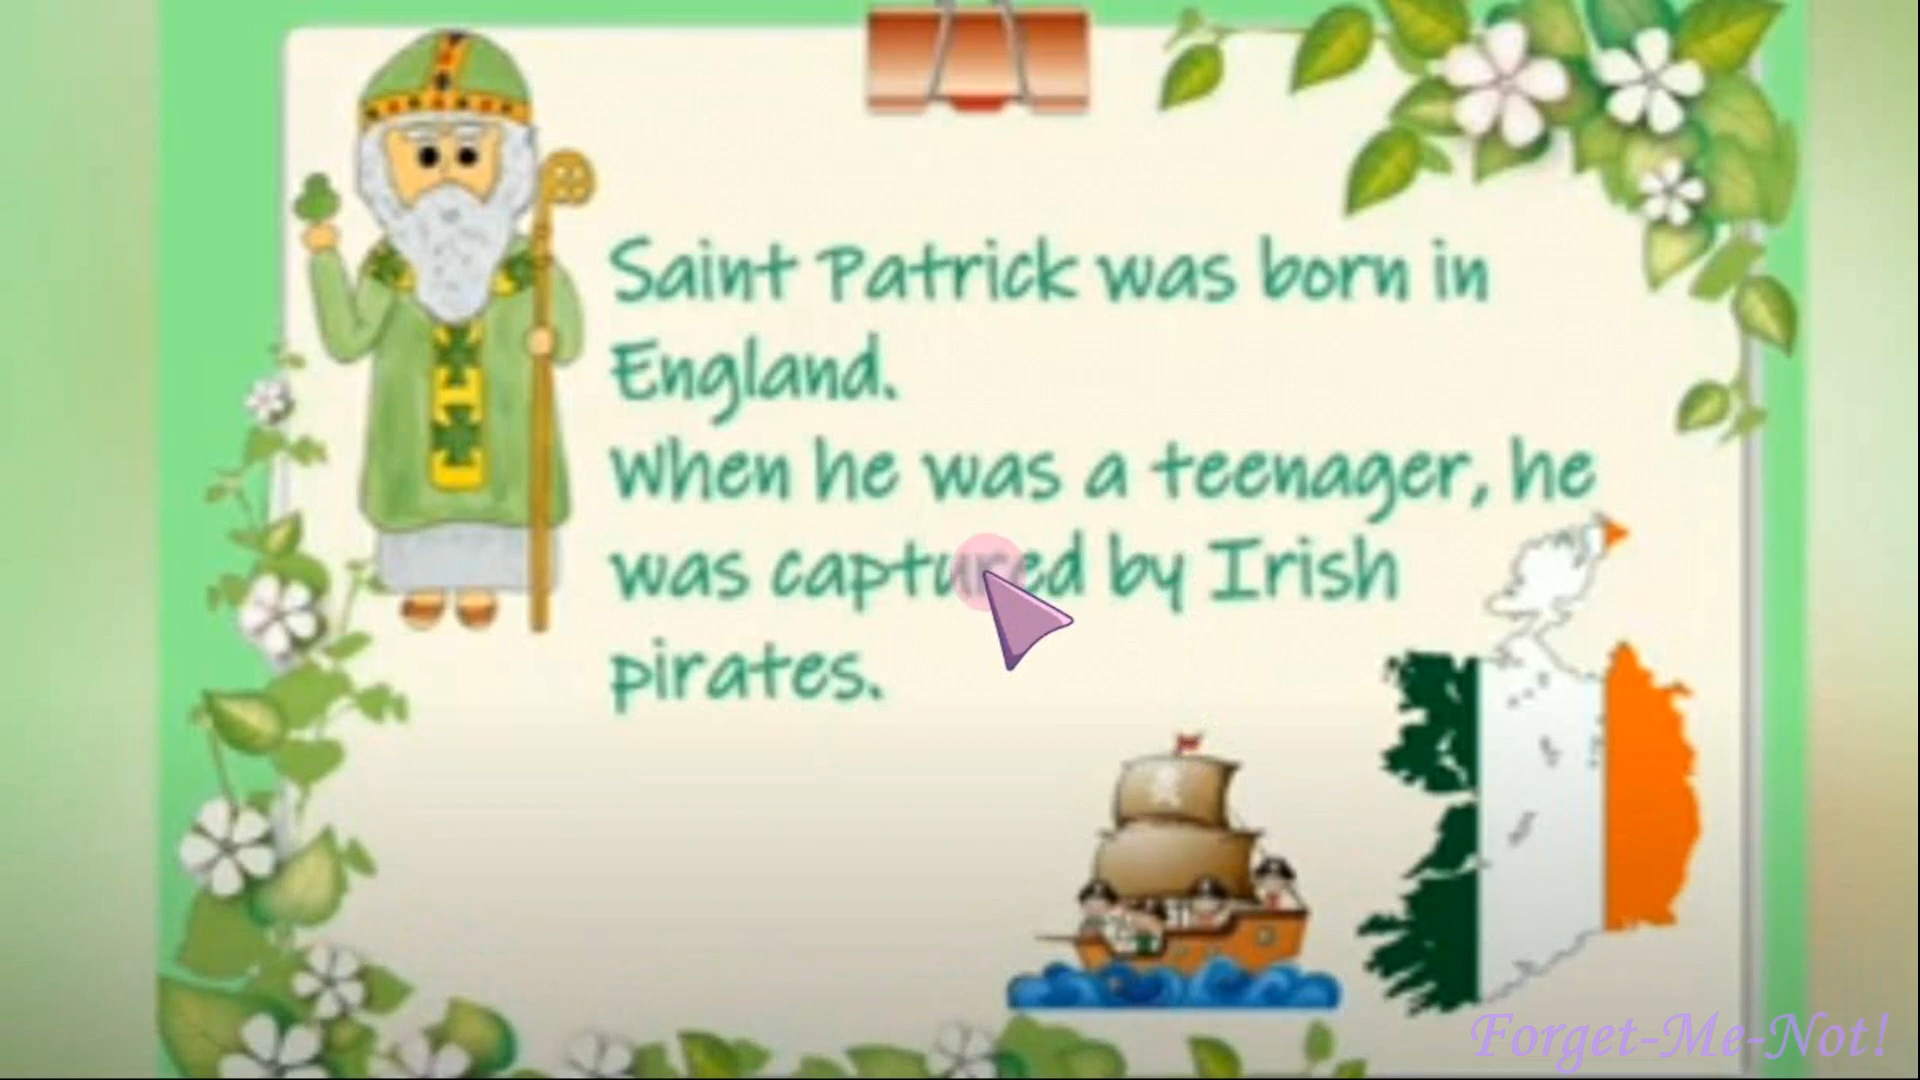 Saint Patrick was born in
England.
When he was a teenager, he
was captured by Irish
pirates.
Forget-Me-Not!